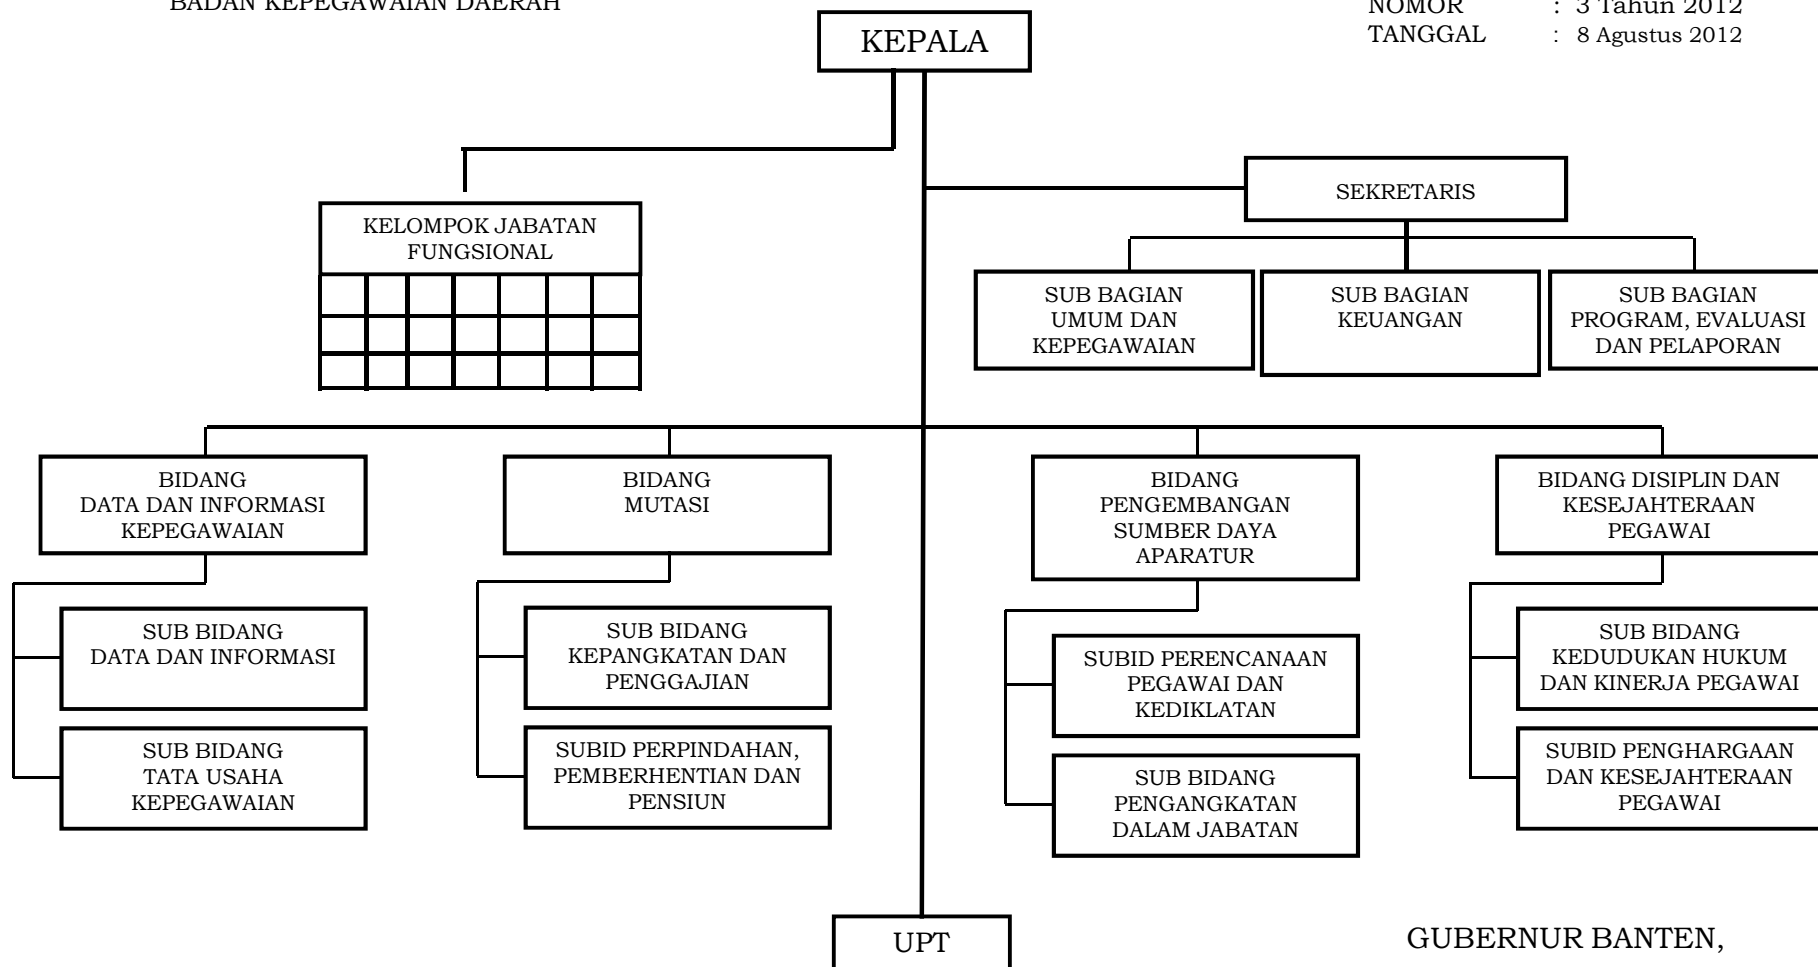 BADAN KEPEGAWAIAN DAERAH
NOMOR : 3 Tahun 2012
TANGGAL : 8 Agustus 2012
KEPALA
SEKRETARIS
KELOMPOK JABATAN
FUNGSIONAL
SUB BAGIAN
UMUM DAN
KEPEGAWAIAN
SUB BAGIAN
KEUANGAN
SUB BAGIAN
PROGRAM, EVALUASI
DAN PELAPORAN
BIDANG
DATA DAN INFORMASI
KEPEGAWAIAN
BIDANG
MUTASI
BIDANG
PENGEMBANGAN
SUMBER DAYA
APARATUR
BIDANG DISIPLIN DAN
KESEJAHTERAAN
PEGAWAI
SUB BIDANG
DATA DAN INFORMASI
SUB BIDANG
KEPANGKATAN DAN
PENGGAJIAN
SUBID PERENCANAAN
PEGAWAI DAN
KEDIKLATAN
SUB BIDANG
KEDUDUKAN HUKUM
DAN KINERJA PEGAWAI
SUB BIDANG
TATA USAHA
KEPEGAWAIAN
SUBID PERPINDAHAN,
PEMBERHENTIAN DAN
PENSIUN
SUB BIDANG
PENGANGKATAN
DALAM JABATAN
SUBID PENGHARGAAN
DAN KESEJAHTERAAN
PEGAWAI
UPT
GUBERNUR BANTEN,